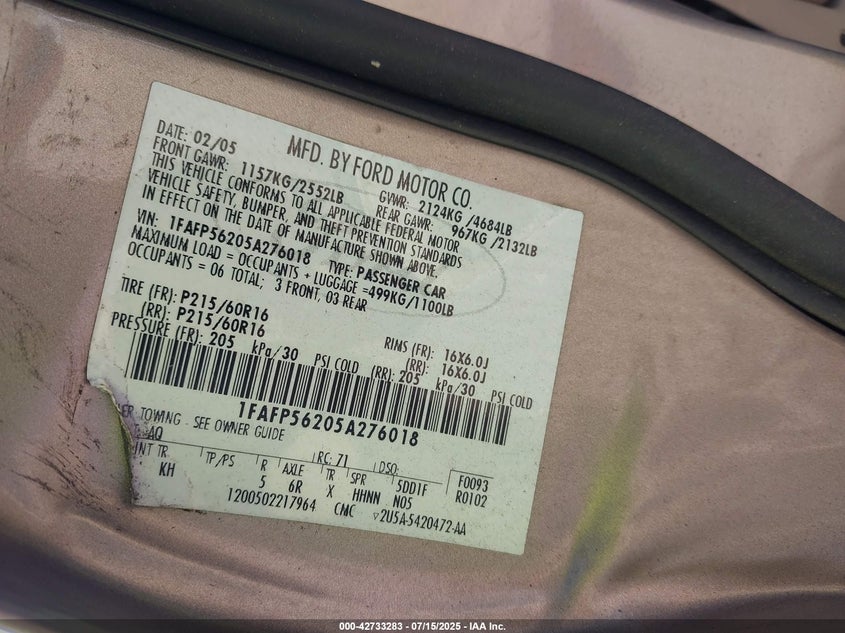 MFD. BY FORD MOTOR CO.
DATE: 02/05 GVWR: 2124KG/4684LB
FRONT GAWR: 1157KG/2552LB REAR GAWR: 967KG/2132LB
THIS VEHICLE CONFORMS TO ALL APPLICABLE FEDERAL MOTOR
VEHICLE SAFETY, BUMPER, AND THEFT PREVENTION STANDARDS
IN EFFECT ON THE DATE OF MANUFACTURE SHOWN ABOVE.
VIN: 1FAFP56205A276018 TYPE: PASSENGER CAR
MAXIMUM LOAD = OCCUPANTS + LUGGAGE =499KG/1100LB
OCCUPANTS = 06 TOTAL; 3 FRONT, 03 REAR
TIRE (FR): P215/60R16 RIMS (FR): 16X6.0J
(RR): P215/60R16 (RR): 16X6.0J
PRESSURE (FR): 205 kPa/30 PSI COLD (RR): 205 kPa/30 PSI COLD
1FAFP56205A276018
ER TOWING. SEE OWNER GUIDE
AQ RC: 71 DSO: F0093
INT TR TP/PS R AXLE TR SPR 5DD1F R0102
KH 5 6R X HHNN N05
1200502217964 CMC ▽2U5A-5420472-AA
000-42733283 - 07/15/2025 - IAA Inc.